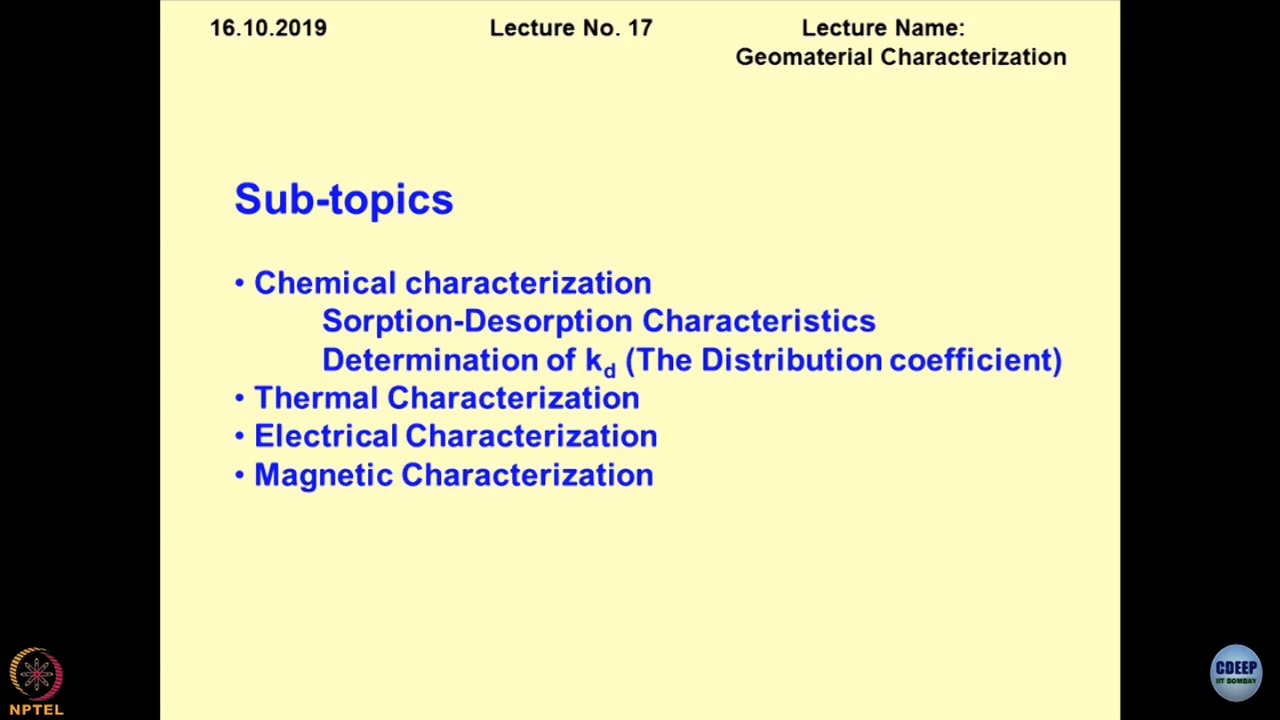 16.10.2019 Lecture No. 17 Lecture Name:
Geomaterial Characterization
Sub-topics
• Chemical characterization
Sorption-Desorption Characteristics
Determination of kd (The Distribution coefficient)
• Thermal Characterization
• Electrical Characterization
• Magnetic Characterization
NPTEL
CDEEP
IIT BOMBAY